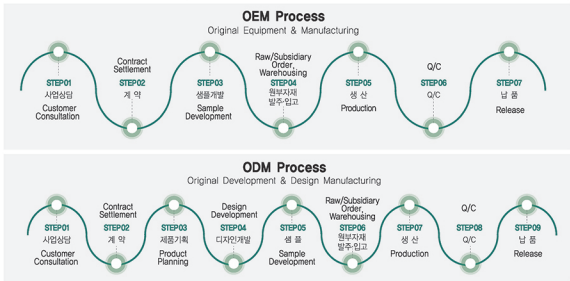 OEM Process
Original Equipment & Manufacturing
STEP01
사업상담
Customer
Consultation
Contract
Settlement
STEP02
계 약
STEP03
샘플개발
Sample
Development
Raw/Subsidiary
Order,
Warehousing
STEP04
원부자재
발주·입고
STEP05
생 산
Production
Q/C
STEP06
Q/C
STEP07
납 품
Release
ODM Process
Original Development & Design Manufacturing
STEP01
사업상담
Customer
Consultation
Contract
Settlement
STEP02
계 약
STEP03
제품기획
Product
Planning
Design
Development
STEP04
디자인개발
STEP05
샘 플
Sample
Development
Raw/Subsidiary
Order,
Warehousing
STEP06
원부자재
발주·입고
STEP07
생 산
Production
Q/C
STEP08
Q/C
STEP09
납 품
Release